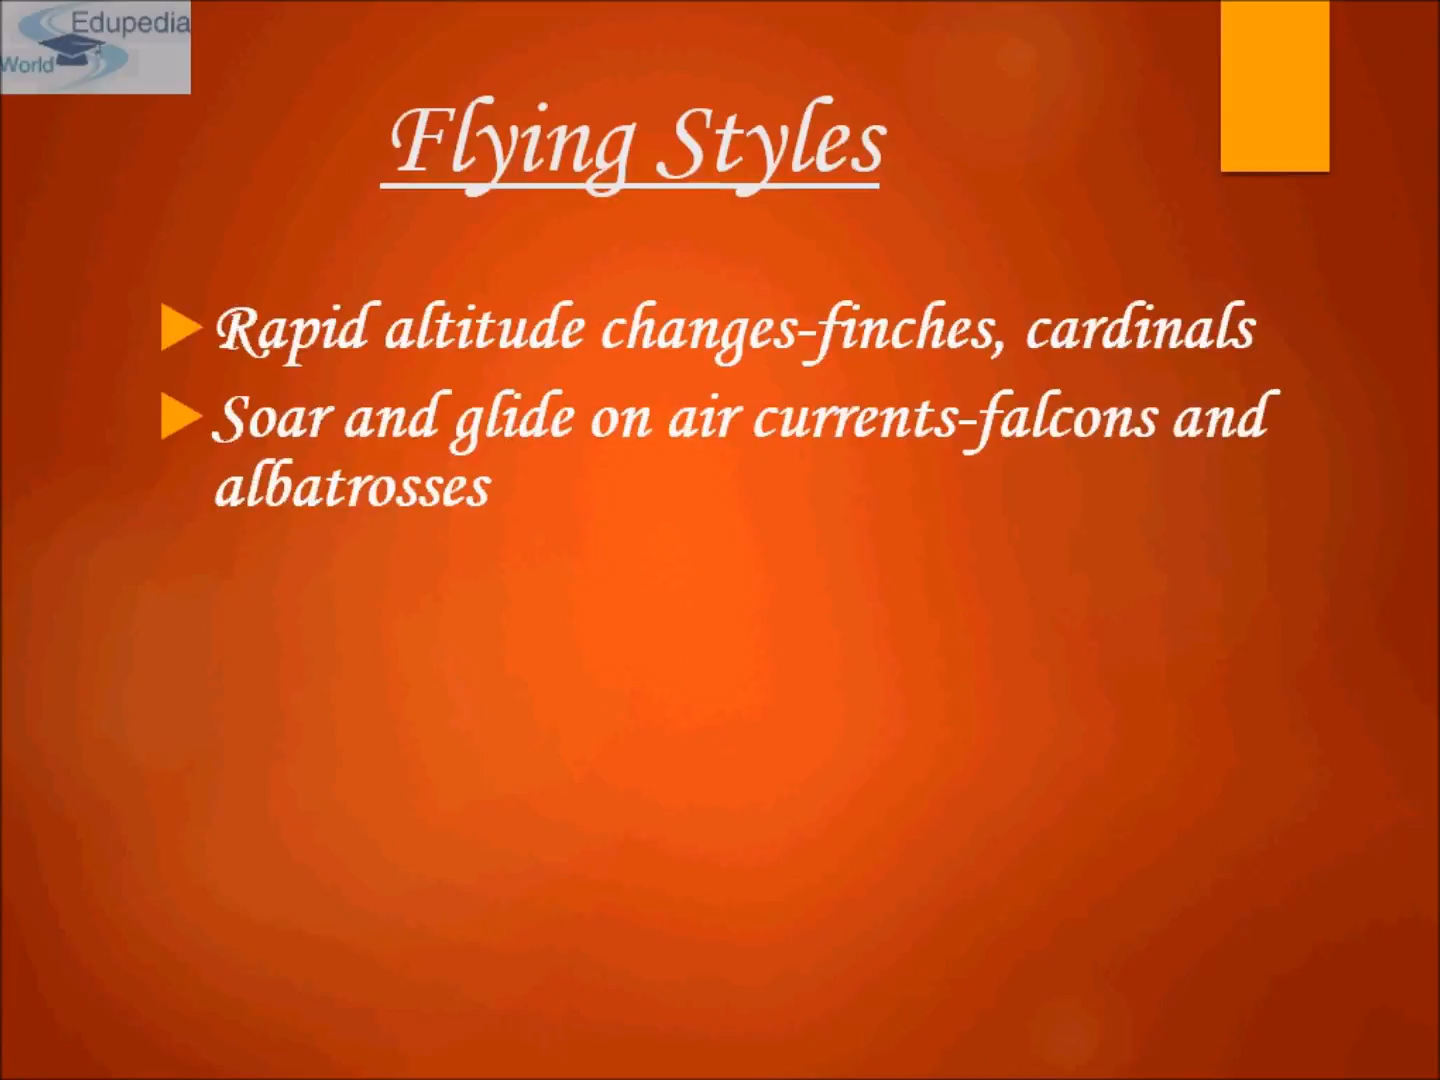 Edupedia
World
Flying Styles
Rapid altitude changes-finches, cardinals
Soar and glide on air currents-falcons and
albatrosses